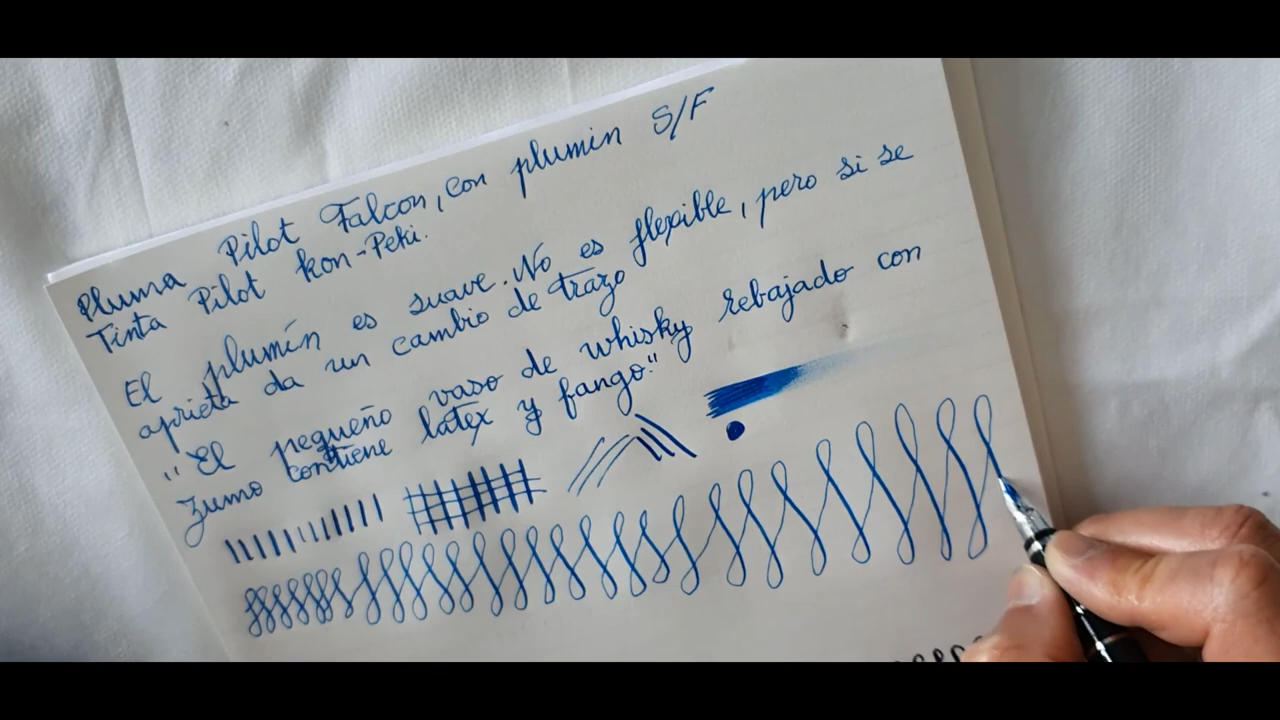 Pluma Pilot Falcon, con plumin S/F
Tinta Pilot Kon-Peki.
El plumín es suave. No es flexible, pero si se
aprieta da un cambio de trazo
"El pequeño vaso de whisky rebajado con
zumo contiene latex y fango."